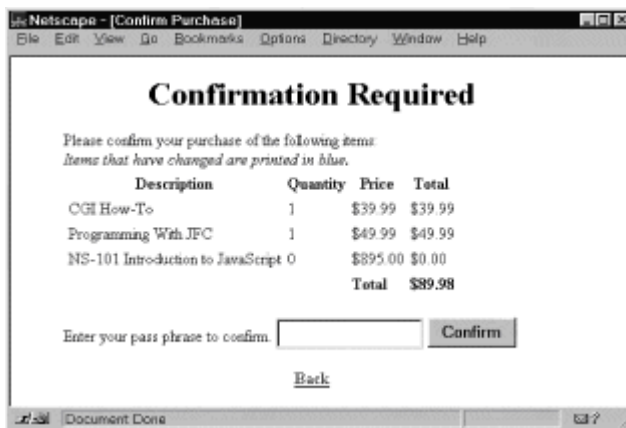 Netscape - [Confirm Purchase]
File Edit View Go Bookmarks Options Directory Window Help
Confirmation Required
Please confirm your purchase of the following items:
Items that have changed are printed in blue.
Description Quantity Price Total
CGI How-To 1 $39.99 $39.99
Programming With JFC 1 $49.99 $49.99
NS-101 Introduction to JavaScript 0 $895.00 $0.00
Total $89.98
Enter your pass phrase to confirm. Confirm
Back
Document Done